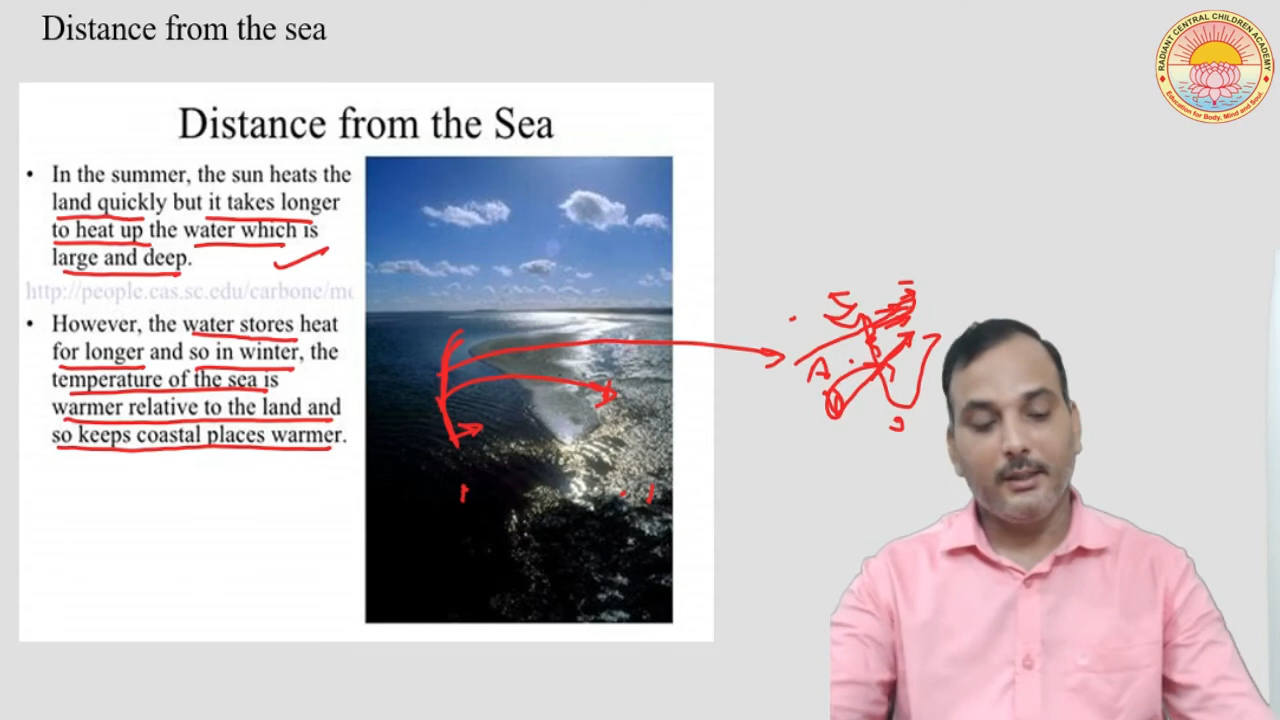 Distance from the sea
RADIANT CENTRAL CHILDREN ACADEMY
Education for Body, Mind and Soul
Distance from the Sea
• In the summer, the sun heats the
land quickly but it takes longer
to heat up the water which is
large and deep.
http://people.cas.sc.edu/carbone/mo
• However, the water stores heat
for longer and so in winter, the
temperature of the sea is
warmer relative to the land and
so keeps coastal places warmer.